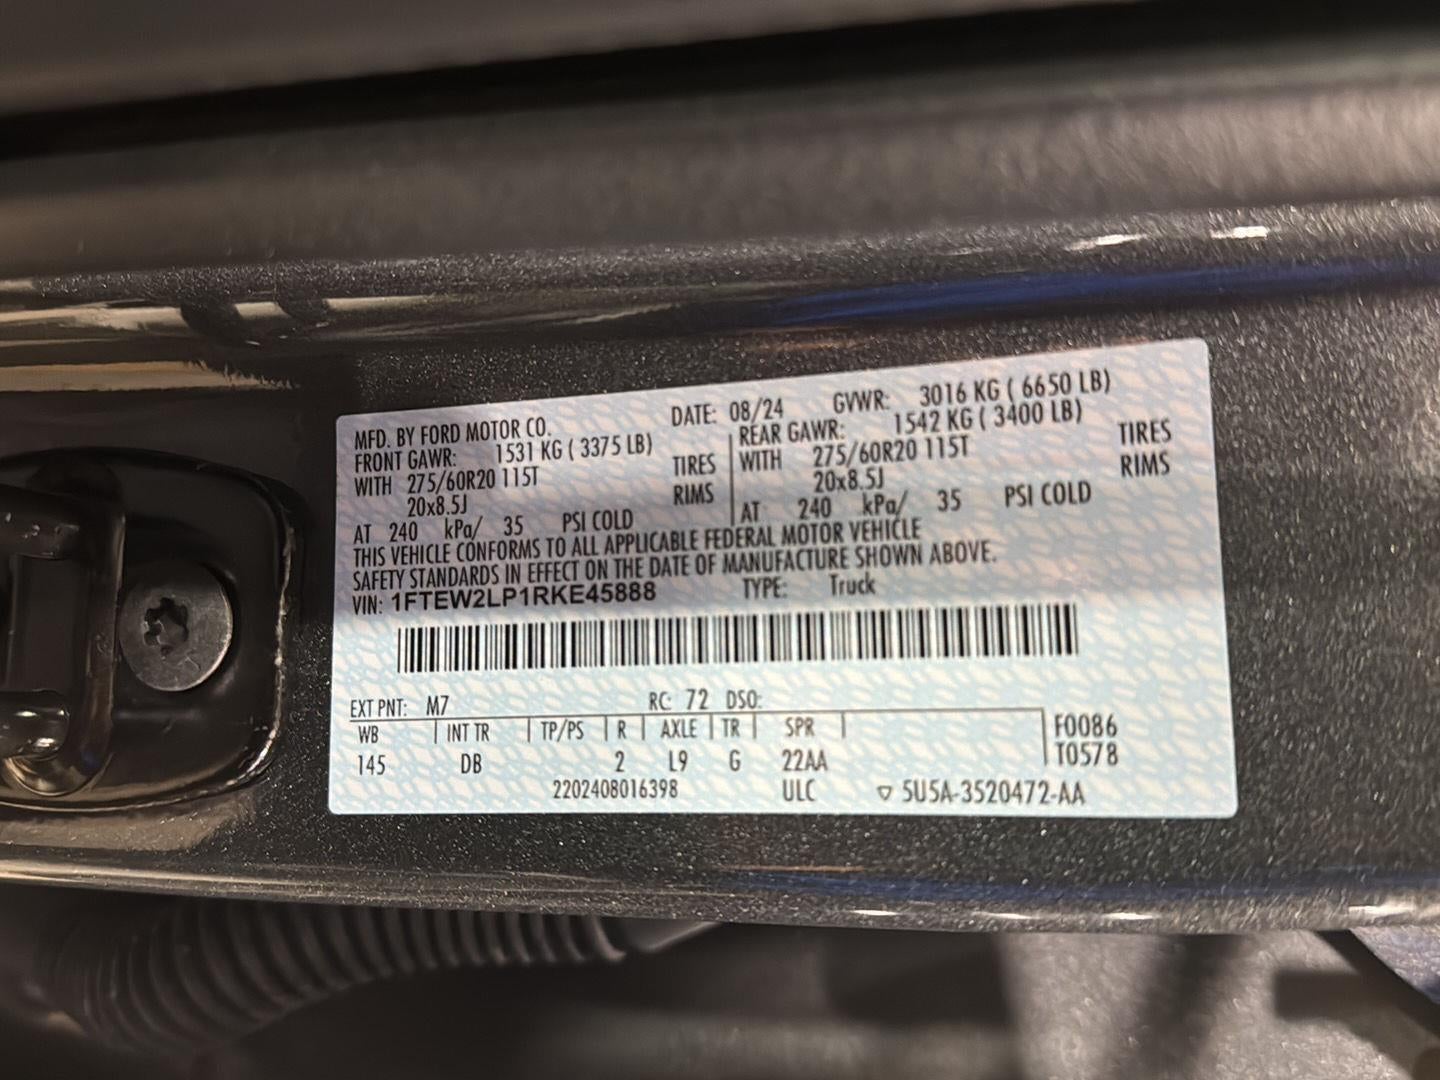 MFD. BY FORD MOTOR CO. DATE: 08/24 GVWR: 3016 KG ( 6650 LB)
FRONT GAWR: 1531 KG ( 3375 LB) REAR GAWR: 1542 KG ( 3400 LB)
WITH 275/60R20 115T TIRES WITH 275/60R20 115T TIRES
20x8.5J RIMS 20x8.5J RIMS
AT 240 kPa/ 35 PSI COLD AT 240 kPa/ 35 PSI COLD
THIS VEHICLE CONFORMS TO ALL APPLICABLE FEDERAL MOTOR VEHICLE
SAFETY STANDARDS IN EFFECT ON THE DATE OF MANUFACTURE SHOWN ABOVE.
VIN: 1FTEW2LP1RKE45888 TYPE: Truck
EXT PNT: M7 RC: 72 DSO:
WB INT TR TP/PS R AXLE TR SPR F0086
145 DB 2 L9 G 22AA T0578
2202408016398 ULC ▽ 5U5A-3520472-AA